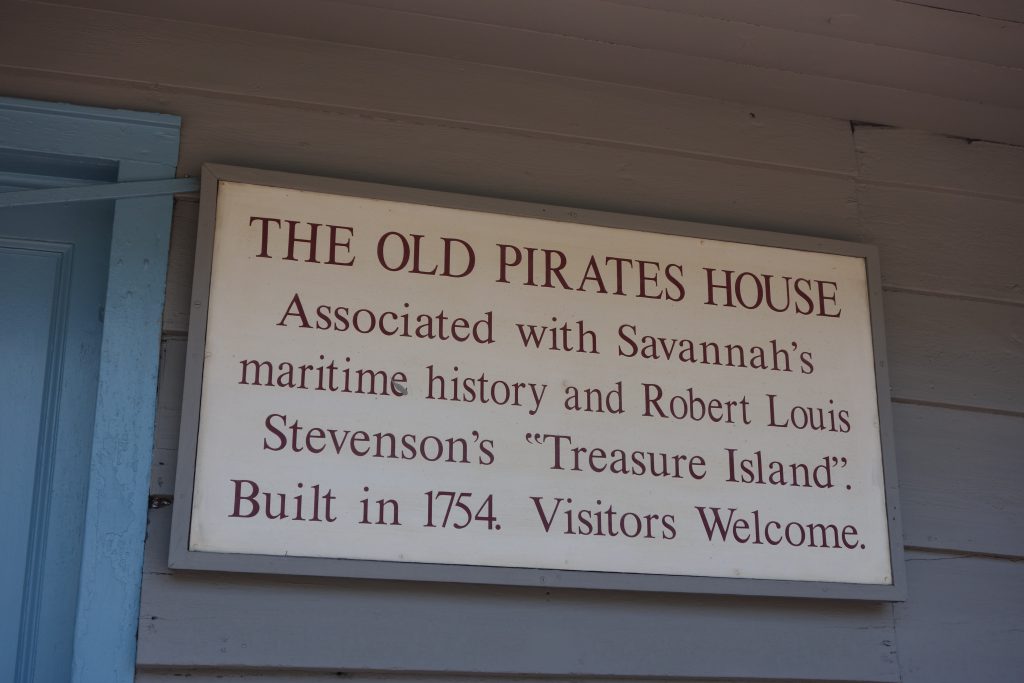 THE OLD PIRATES HOUSE
Associated with Savannah's
maritime history and Robert Louis
Stevenson's "Treasure Island".
Built in 1754. Visitors Welcome.